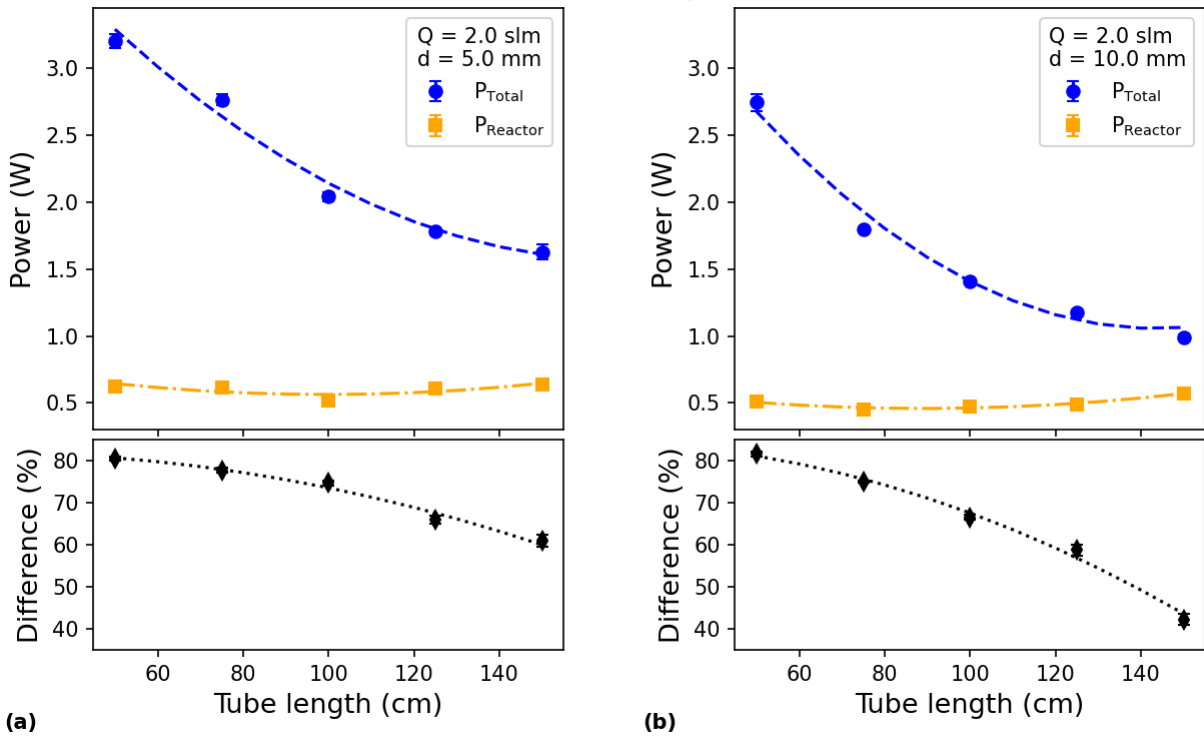 Q = 2.0 slm
d = 5.0 mm
P_Total
P_Reactor
Power (W)
3.0
2.5
2.0
1.5
1.0
0.5
Difference (%)
80
70
60
50
40
60 80 100 120 140
Tube length (cm)
(a)
Q = 2.0 slm
d = 10.0 mm
P_Total
P_Reactor
Power (W)
3.0
2.5
2.0
1.5
1.0
0.5
Difference (%)
80
70
60
50
40
60 80 100 120 140
Tube length (cm)
(b)